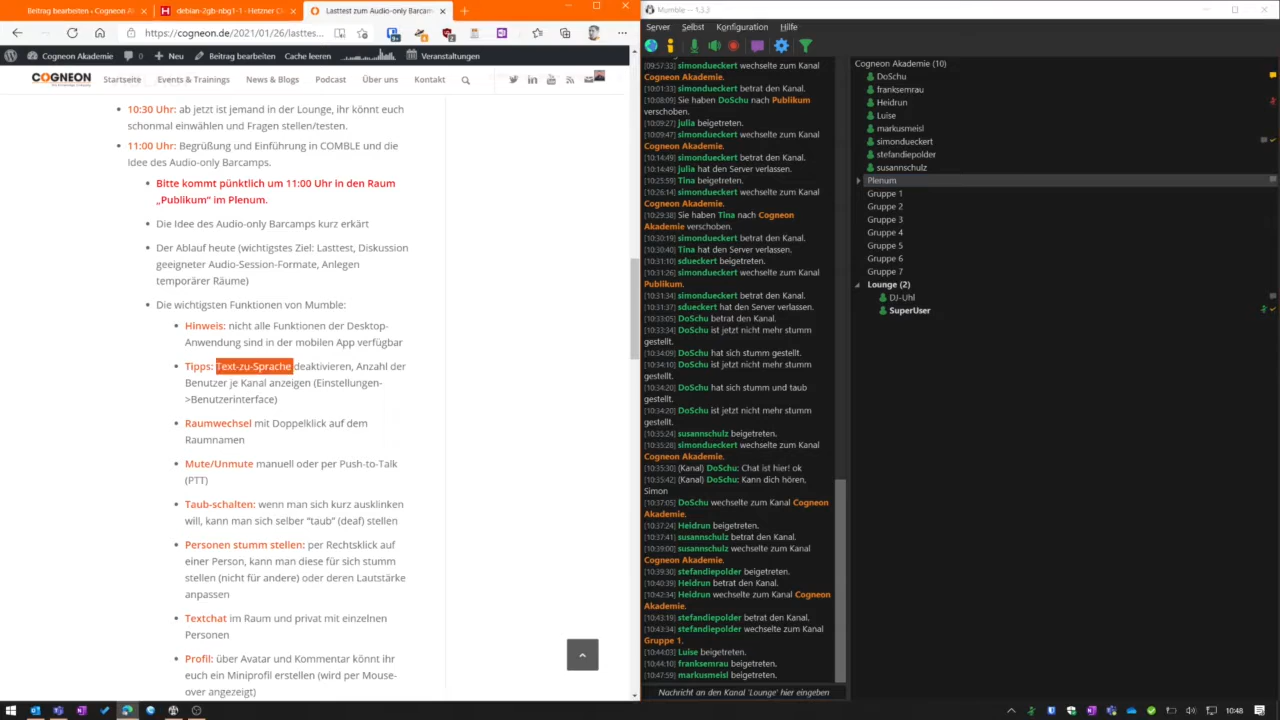 Beitrag bearbeiten ‹ Cogneon Ak
debian-2gb-nbg1-1 - Hetzner Cl
Lasttest zum Audio-only Barcam
https://cogneon.de/2021/01/26/lasttes...
Cogneon Akademie
0
Neu
Beitrag bearbeiten
Cache leeren
Veranstaltungen
COGNEON
Startseite
Events & Trainings
News & Blogs
Podcast
Über uns
Kontakt
10:30 Uhr: ab jetzt ist jemand in der Lounge, ihr könnt euch
schonmal einwählen und Fragen stellen/testen.
11:00 Uhr: Begrüßung und Einführung in COMBLE und die
Idee des Audio-only Barcamps.
Bitte kommt pünktlich um 11:00 Uhr in den Raum
„Publikum“ im Plenum.
Die Idee des Audio-only Barcamps kurz erkärt
Der Ablauf heute (wichtigstes Ziel: Lasttest, Diskussion
geeigneter Audio-Session-Formate, Anlegen
temporärer Räume)
Die wichtigsten Funktionen von Mumble:
Hinweis: nicht alle Funktionen der Desktop-
Anwendung sind in der mobilen App verfügbar
Tipps: Text-zu-Sprache deaktivieren, Anzahl der
Benutzer je Kanal anzeigen (Einstellungen-
>Benutzerinterface)
Raumwechsel mit Doppelklick auf dem
Raumnamen
Mute/Unmute manuell oder per Push-to-Talk
(PTT)
Taub-schalten: wenn man sich kurz ausklinken
will, kann man sich selber “taub” (deaf) stellen
Personen stumm stellen: per Rechtsklick auf
einer Person, kann man diese für sich stumm
stellen (nicht für andere) oder deren Lautstärke
anpassen
Textchat im Raum und privat mit einzelnen
Personen
Profil: über Avatar und Kommentar könnt ihr
euch ein Miniprofil erstellen (wird per Mouse-
over angezeigt)
Mumble -- 1.3.3
Server Selbst Konfiguration Hilfe
[09:57:33] simondueckert wechselte zum Kanal
Cogneon Akademie.
[10:01:33] simondueckert betrat den Kanal.
[10:08:09] Sie haben DoSchu nach Publikum
verschoben.
[10:09:27] julia beigetreten.
[10:09:47] simondueckert wechselte zum Kanal
Cogneon Akademie.
[10:14:49] simondueckert betrat den Kanal.
[10:14:49] julia hat den Server verlassen.
[10:25:59] Tina beigetreten.
[10:26:14] simondueckert wechselte zum Kanal
Cogneon Akademie.
[10:29:38] Sie haben Tina nach Cogneon
Akademie verschoben.
[10:30:19] simondueckert betrat den Kanal.
[10:30:40] Tina hat den Server verlassen.
[10:31:10] sdueckert beigetreten.
[10:31:26] simondueckert wechselte zum Kanal
Publikum.
[10:31:34] simondueckert betrat den Kanal.
[10:31:37] sdueckert hat den Server verlassen.
[10:33:05] DoSchu betrat den Kanal.
[10:33:34] DoSchu ist jetzt nicht mehr stumm
gestellt.
[10:34:09] DoSchu hat sich stumm gestellt.
[10:34:10] DoSchu ist jetzt nicht mehr stumm
gestellt.
[10:34:20] DoSchu hat sich stumm und taub
gestellt.
[10:34:20] DoSchu ist jetzt nicht mehr stumm
gestellt.
[10:35:24] susannschulz beigetreten.
[10:35:28] simondueckert wechselte zum Kanal
Cogneon Akademie.
[10:35:30] (Kanal) DoSchu: Chat ist hier! ok
[10:35:42] (Kanal) DoSchu: Kann dich hören,
Simon
[10:37:05] DoSchu wechselte zum Kanal Cogneon
Akademie.
[10:37:24] Heidrun beigetreten.
[10:37:41] susannschulz betrat den Kanal.
[10:39:00] susannschulz wechselte zum Kanal
Cogneon Akademie.
[10:39:30] stefandiepolder beigetreten.
[10:40:39] Heidrun betrat den Kanal.
[10:42:34] Heidrun wechselte zum Kanal Cogneon
Akademie.
[10:43:19] stefandiepolder betrat den Kanal.
[10:43:34] stefandiepolder wechselte zum Kanal
Gruppe 1.
[10:44:03] Luise beigetreten.
[10:44:10] franksemrau beigetreten.
[10:47:59] markusmeisl beigetreten.
Nachricht an den Kanal 'Lounge' hier eingeben
Cogneon Akademie (10)
DoSchu
franksemrau
Heidrun
Luise
markusmeisl
simondueckert
stefandiepolder
susannschulz
Plenum
Gruppe 1
Gruppe 2
Gruppe 3
Gruppe 4
Gruppe 5
Gruppe 6
Gruppe 7
Lounge (2)
DJ-Uhl
SuperUser
10:48